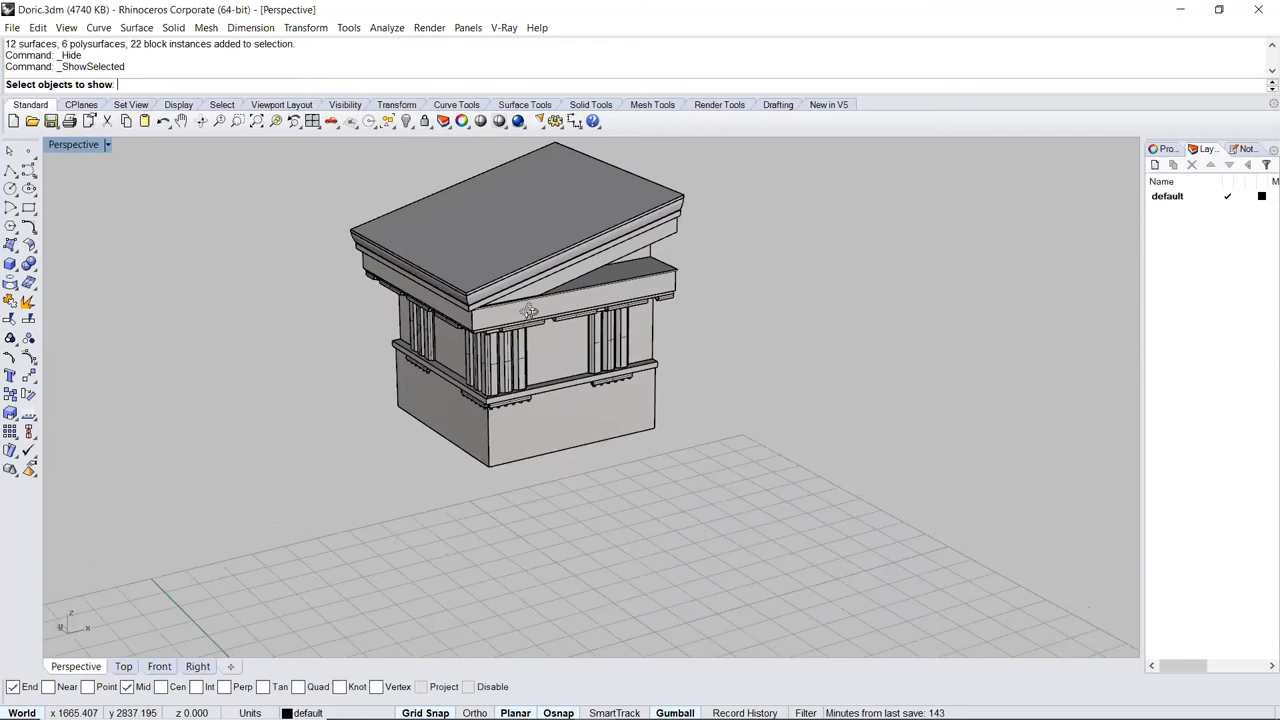 Doric.3dm (4740 KB) - Rhinoceros Corporate (64-bit) - [Perspective]
File Edit View Curve Surface Solid Mesh Dimension Transform Tools Analyze Render Panels V-Ray Help
12 surfaces, 6 polysurfaces, 22 block instances added to selection.
Command: _Hide
Command: _ShowSelected
Select objects to show:
Standard CPlanes Set View Display Select Viewport Layout Visibility Transform Curve Tools Surface Tools Solid Tools Mesh Tools Render Tools Drafting New in V5
Perspective
Pro... Lay... Not...
Name M
default
z
y x
Perspective Top Front Right
End Near Point Mid Cen Int Perp Tan Quad Knot Vertex Project Disable
World x 1665.407 y 2837.195 z 0.000 Units default Grid Snap Ortho Planar Osnap SmartTrack Gumball Record History Filter Minutes from last save: 143